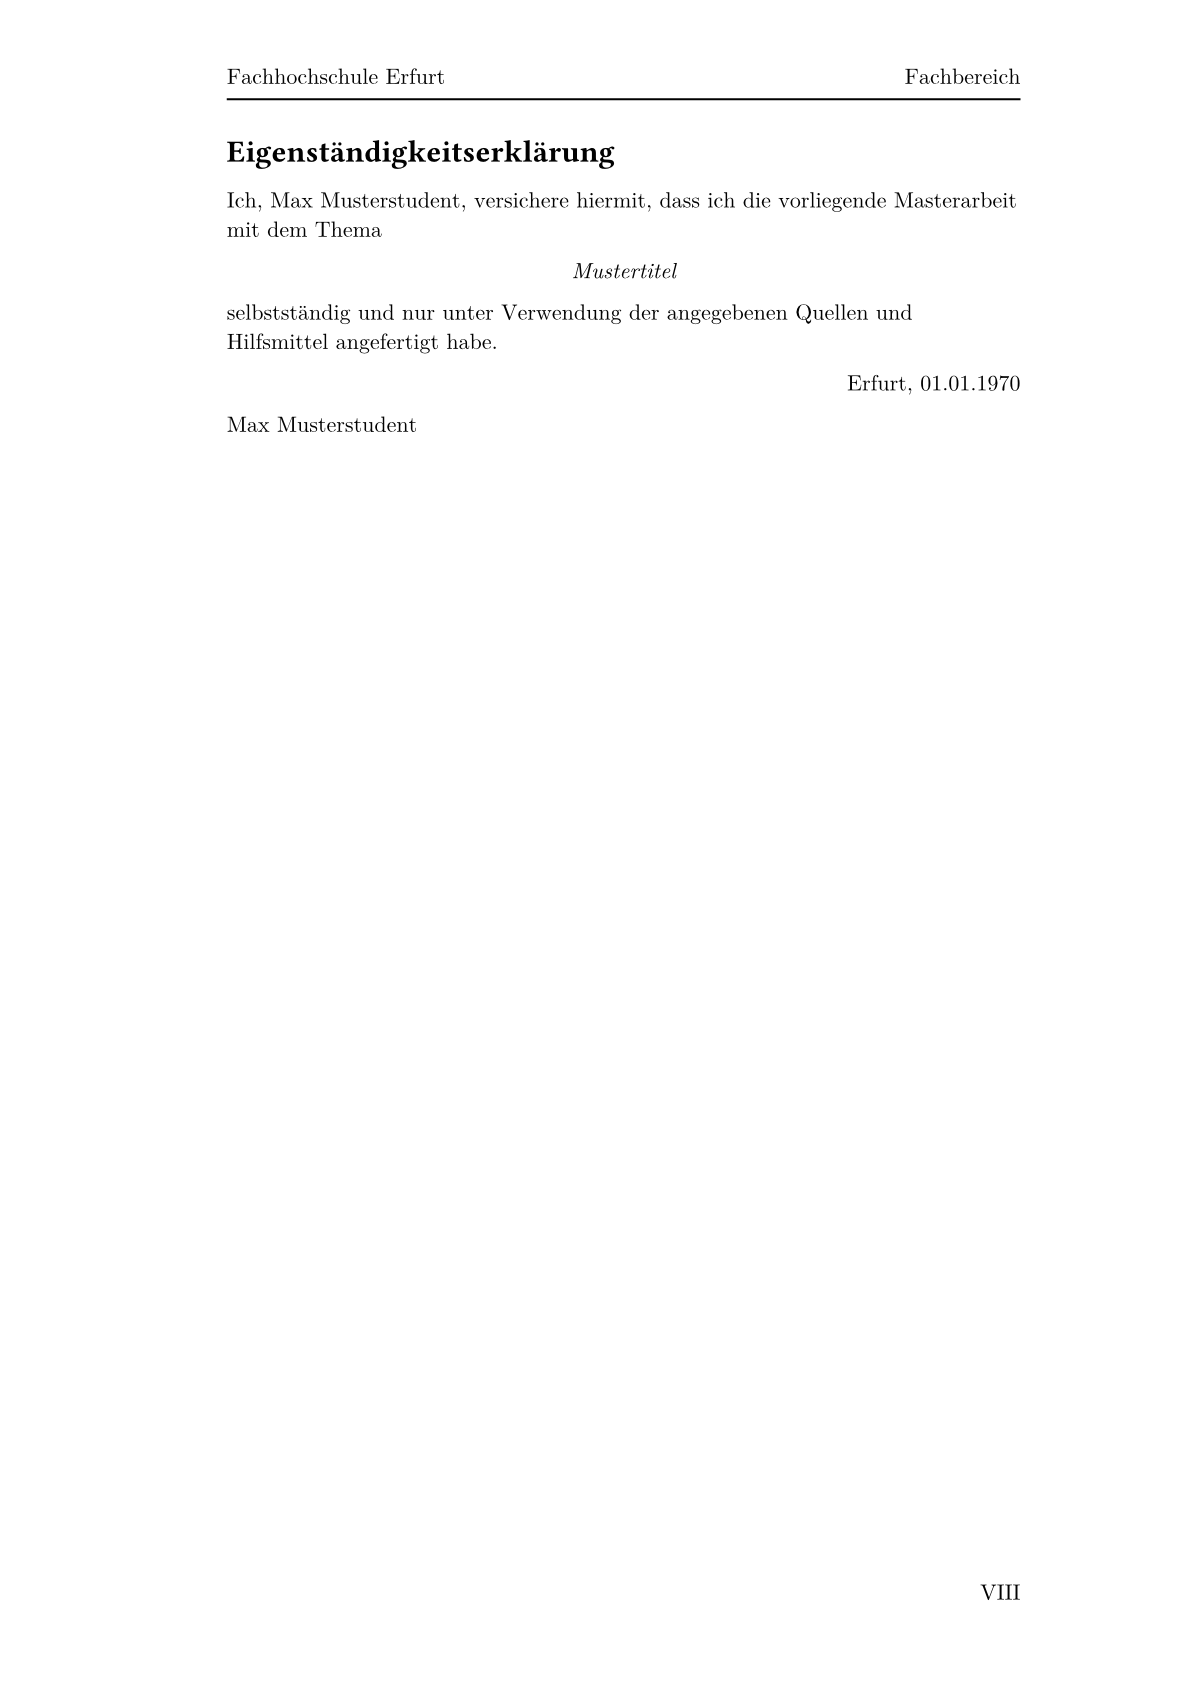 Fachhochschule Erfurt Fachbereich
Eigenständigkeitserklärung
Ich, Max Musterstudent, versichere hiermit, dass ich die vorliegende Masterarbeit
mit dem Thema
Mustertitel
selbstständig und nur unter Verwendung der angegebenen Quellen und
Hilfsmittel angefertigt habe.
Erfurt, 01.01.1970
Max Musterstudent
VIII